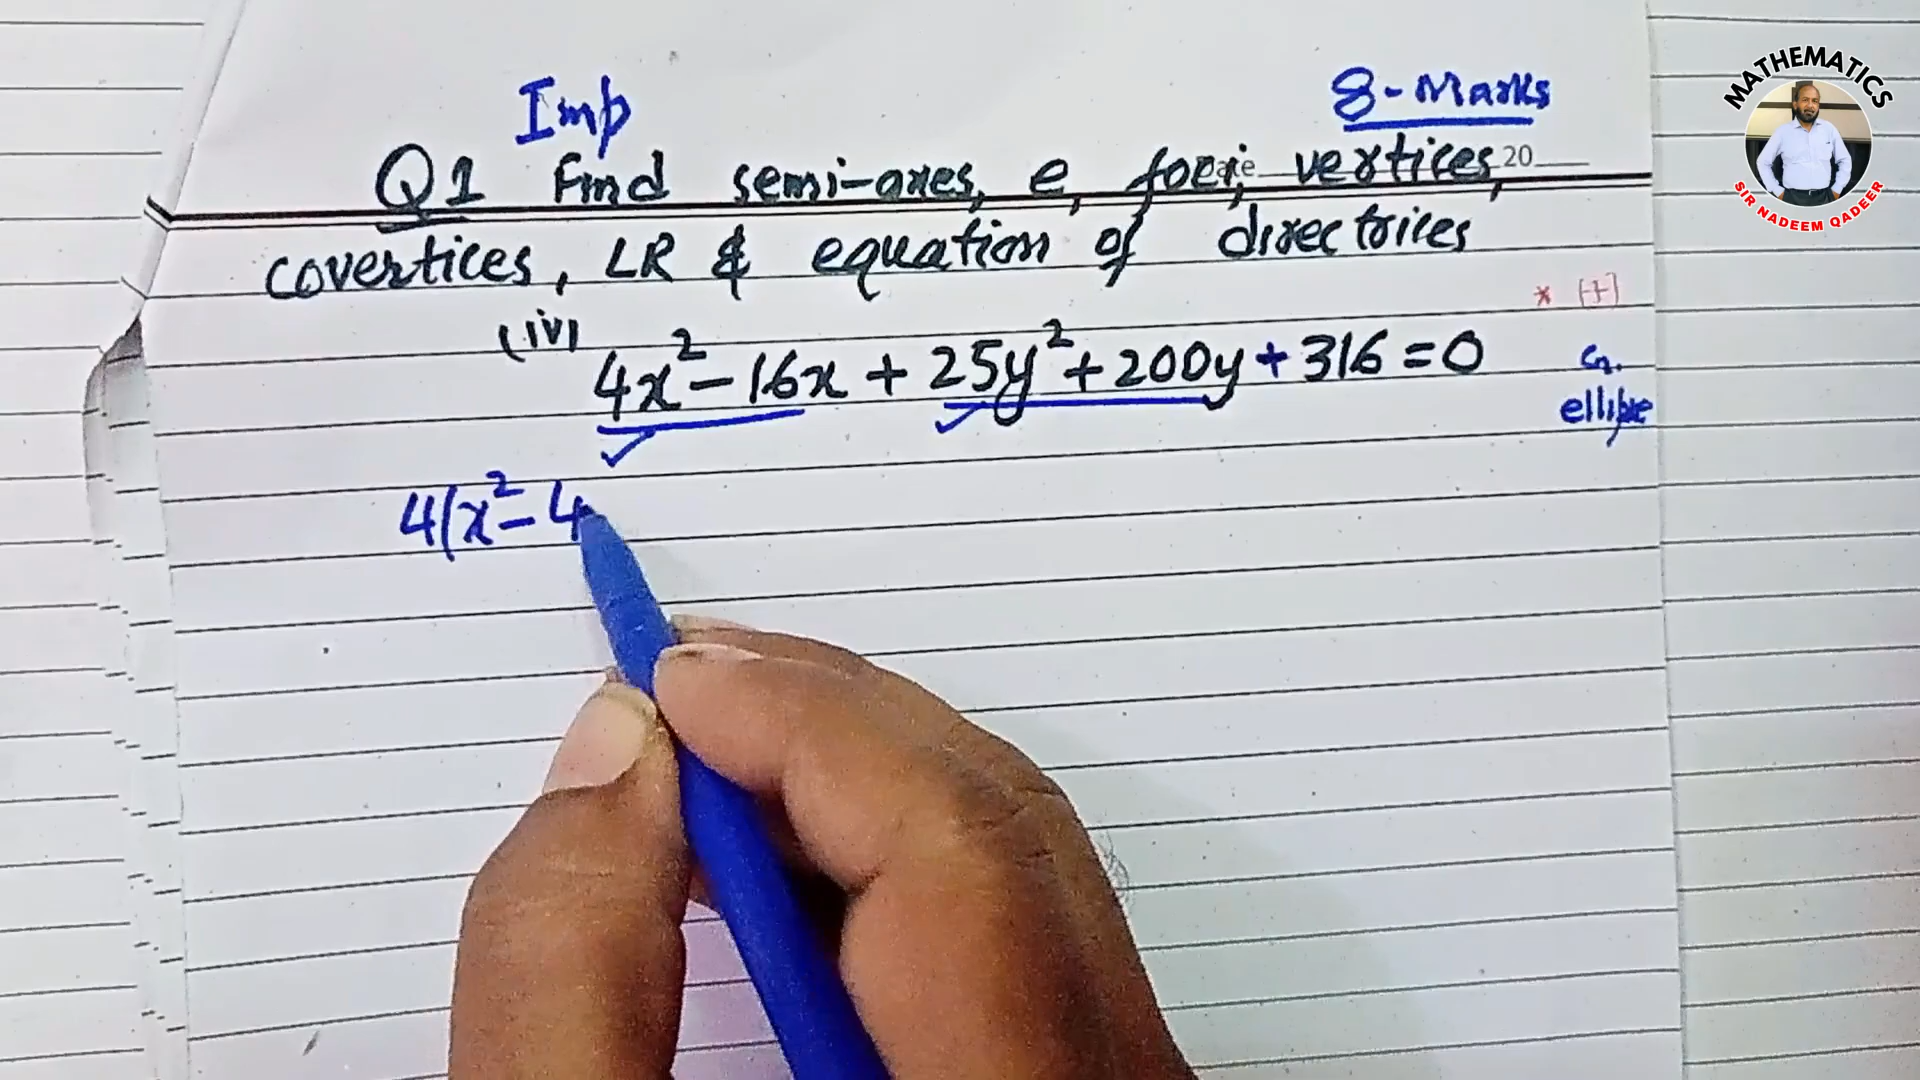 MATHEMATICS
SIR NADEEM QADEER
Imp
8-Marks
Q1 Find semi-axes, e, foci, vertices,
20
covertices, LR & equation of directrices
(iv) 4x² - 16x + 25y² + 200y + 316 = 0
ellipse
4(x² - 4